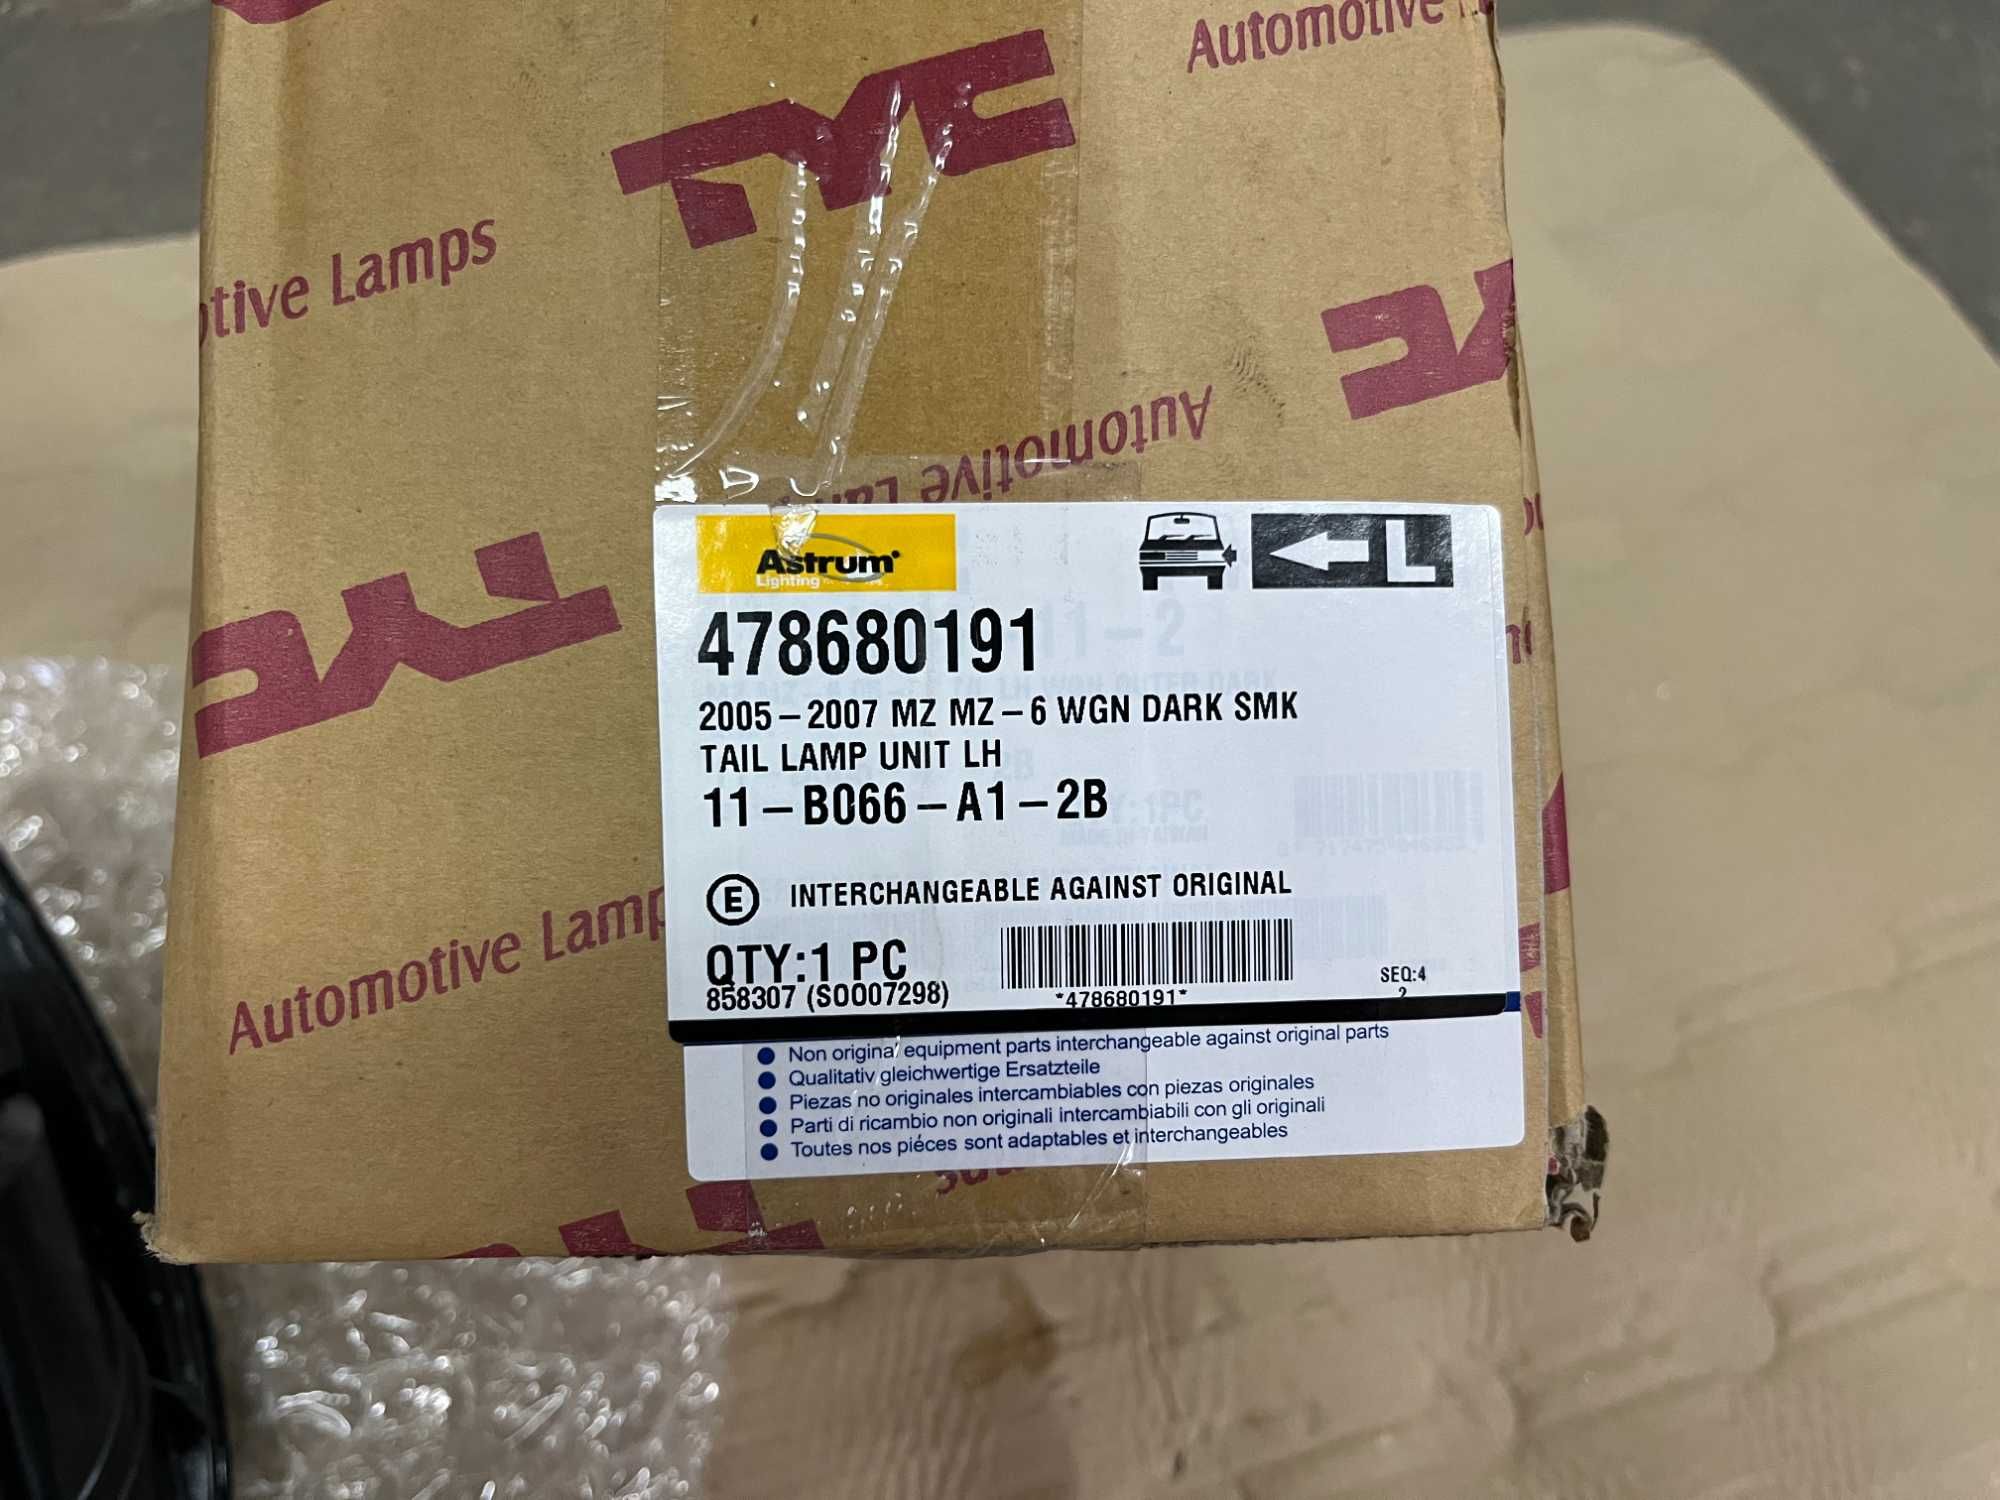 Automotive
TYC
otive Lamps
Automotive La
TYC
Automotive Lamp
Astrum
Lighting
L
478680191
2005-2007 MZ MZ-6 WGN DARK SMK
TAIL LAMP UNIT LH
11-B066-A1-2B
E INTERCHANGEABLE AGAINST ORIGINAL
QTY:1 PC
858307 (S0007298)
*478680191*
SEQ:4
2
Non original equipment parts interchangeable against original parts
Qualitativ gleichwertige Ersatzteile
Piezas no originales intercambiables con piezas originales
Parti di ricambio non originali intercambiabili con gli originali
Toutes nos piéces sont adaptables et interchangeables